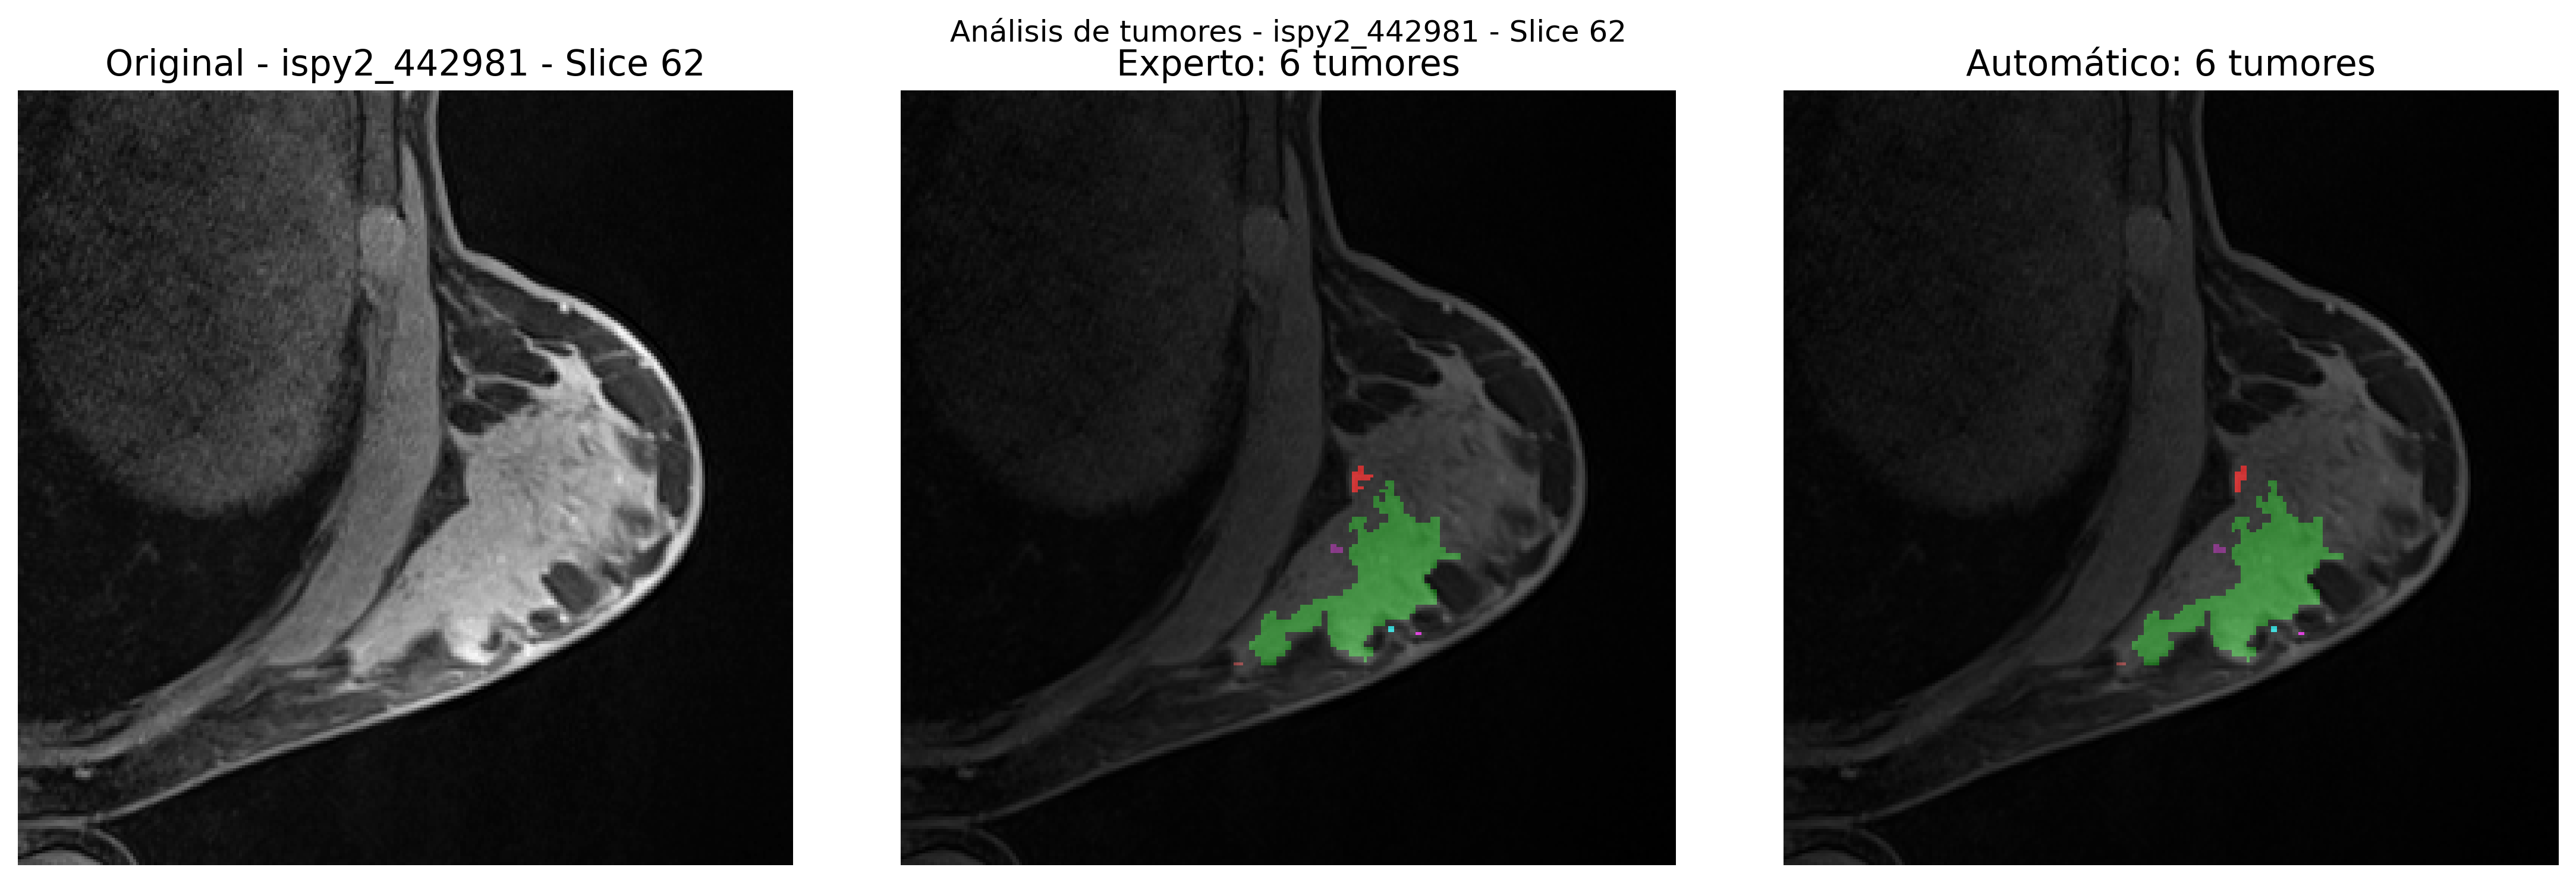 Análisis de tumores - ispy2_442981 - Slice 62
Original - ispy2_442981 - Slice 62
Experto: 6 tumores
Automático: 6 tumores